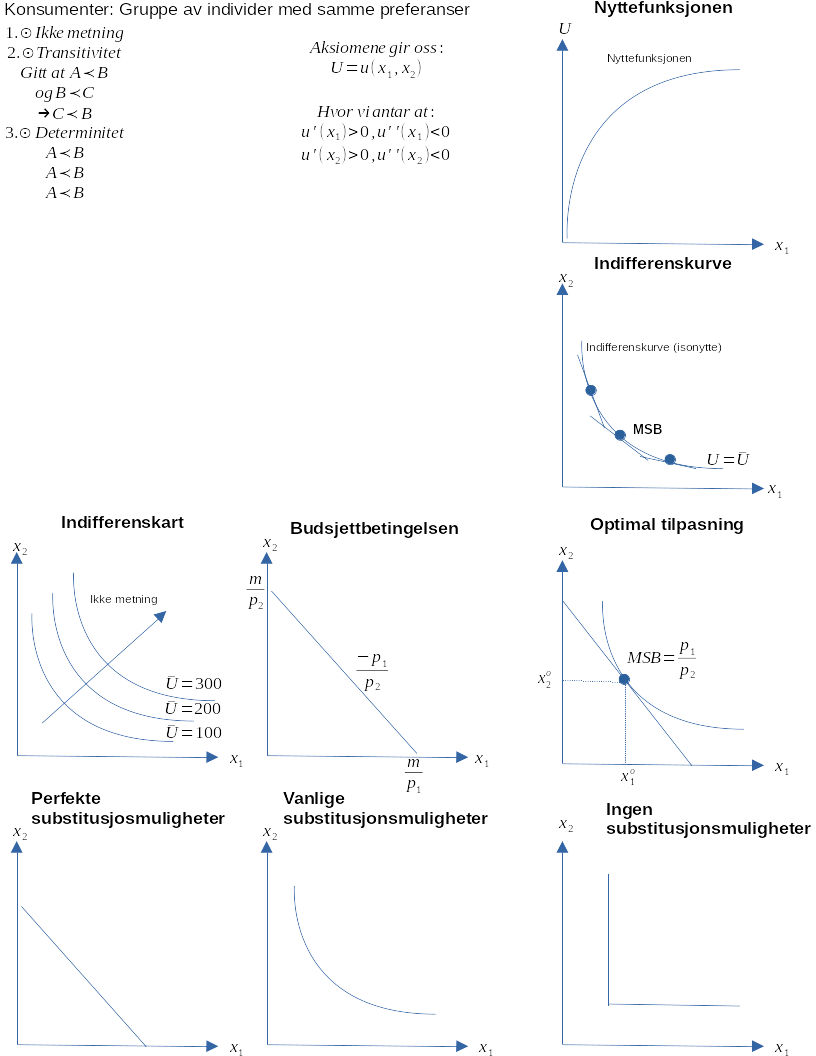 Konsumenter: Gruppe av individer med samme preferanser
1.⊙ Ikke metning
2.⊙ Transitivitet
Gitt at A≺B
og B≺C
→C≺B
3.⊙ Determinitet
A≺B
A≺B
A≺B
Aksiomene gir oss:
U=u(x₁,x₂)
Hvor vi antar at:
u'(x₁)>0,u''(x₁)<0
u'(x₂)>0,u''(x₂)<0
Nyttefunksjonen
U
Nyttefunksjonen
x₁
Indifferenskurve
x₂
Indifferenskurve (isonytte)
MSB
U=Ū
x₁
Indifferenskart
x₂
Ikke metning
Ū=300
Ū=200
Ū=100
x₁
Budsjettbetingelsen
x₂
m
p₂
−p₁
p₂
x₁
m
p₁
Optimal tilpasning
x₂
MSB=p₁/p₂
x₂ᵒ
x₁ᵒ
x₁
Perfekte
substitusjosmuligheter
x₂
x₁
Vanlige
substitusjonsmuligheter
x₂
x₁
Ingen
substitusjonsmuligheter
x₂
x₁